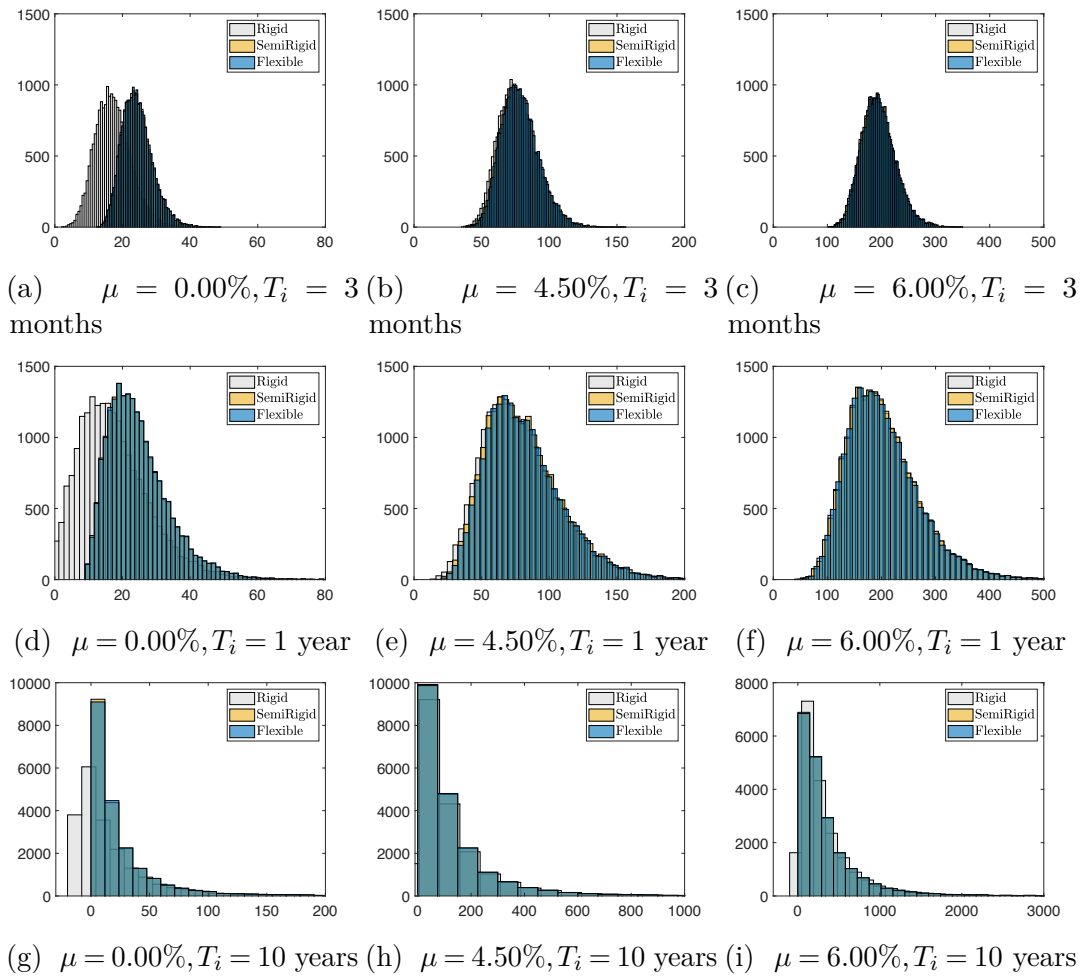 1500 1500 1500
Rigid Rigid Rigid
SemiRigid SemiRigid SemiRigid
Flexible Flexible Flexible
1000 1000 1000
500 500 500
0 0 0
0 20 40 60 80 0 50 100 150 200 0 100 200 300 400 500
(a) μ = 0.00%, T_i = 3 (b) μ = 4.50%, T_i = 3 (c) μ = 6.00%, T_i = 3
months months months
1500 1500 1500
Rigid Rigid Rigid
SemiRigid SemiRigid SemiRigid
Flexible Flexible Flexible
1000 1000 1000
500 500 500
0 0 0
0 20 40 60 80 0 50 100 150 200 0 100 200 300 400 500
(d) μ = 0.00%, T_i = 1 year (e) μ = 4.50%, T_i = 1 year (f) μ = 6.00%, T_i = 1 year
10000 10000 8000
Rigid Rigid Rigid
SemiRigid SemiRigid SemiRigid
Flexible Flexible Flexible
8000 8000 6000
6000 6000 4000
4000 4000 2000
2000 2000
0 0 0
0 50 100 150 200 0 200 400 600 800 1000 0 1000 2000 3000
(g) μ = 0.00%, T_i = 10 years (h) μ = 4.50%, T_i = 10 years (i) μ = 6.00%, T_i = 10 years